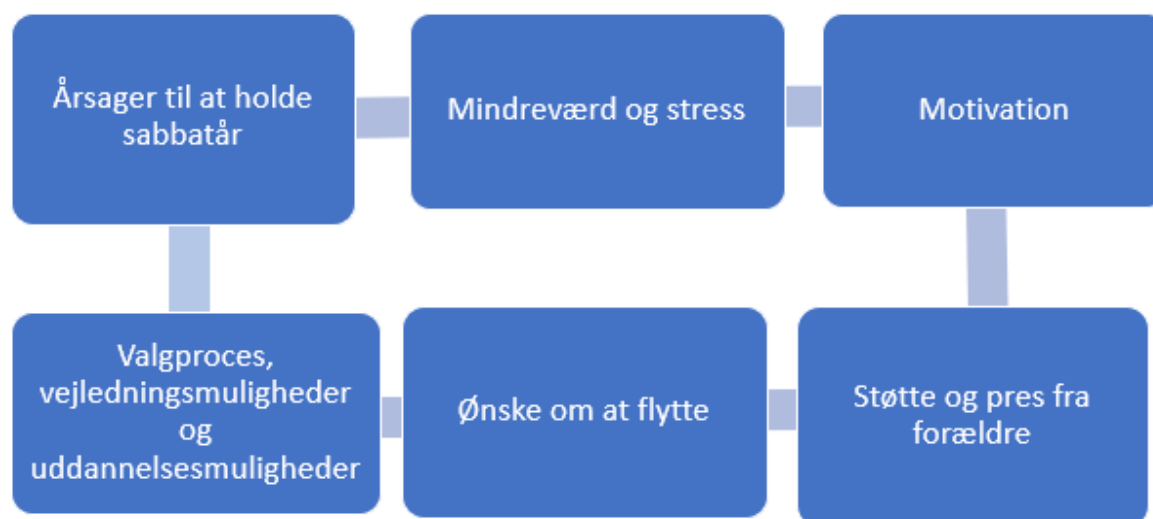 Årsager til at holde
sabbatår
Mindreværd og stress
Motivation
Valgproces,
vejledningsmuligheder
og
uddannelsesmuligheder
Ønske om at flytte
Støtte og pres fra
forældre